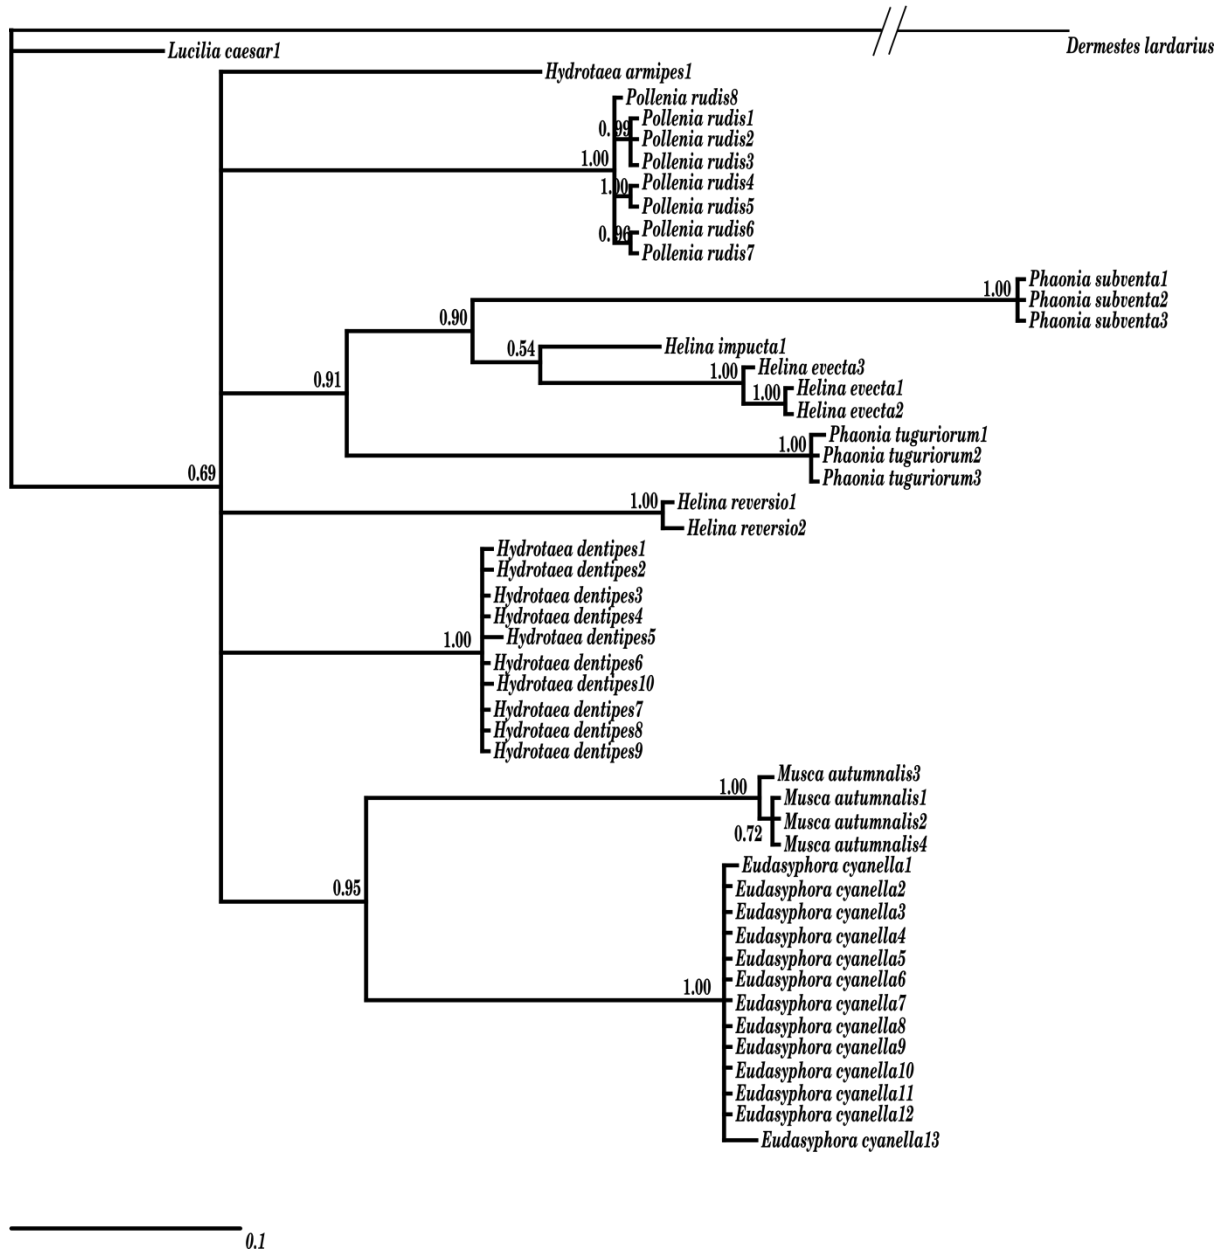 Dermestes lardarius
Lucilia caesar1
Hydrotaea armipes1
Pollenia rudis8
Pollenia rudis1
0.99
Pollenia rudis2
1.00
Pollenia rudis3
Pollenia rudis4
1.00
Pollenia rudis5
Pollenia rudis6
0.96
Pollenia rudis7
Phaonia subventa1
1.00
Phaonia subventa2
Phaonia subventa3
0.90
Helina impucta1
0.54
Helina evecta3
1.00
Helina evecta1
1.00
Helina evecta2
0.91
Phaonia tuguriorum1
1.00
Phaonia tuguriorum2
Phaonia tuguriorum3
0.69
Helina reversio1
1.00
Helina reversio2
Hydrotaea dentipes1
Hydrotaea dentipes2
Hydrotaea dentipes3
Hydrotaea dentipes4
Hydrotaea dentipes5
1.00
Hydrotaea dentipes6
Hydrotaea dentipes10
Hydrotaea dentipes7
Hydrotaea dentipes8
Hydrotaea dentipes9
Musca autumnalis3
1.00
Musca autumnalis1
Musca autumnalis2
0.72
Musca autumnalis4
Eudasyphora cyanella1
0.95
Eudasyphora cyanella2
Eudasyphora cyanella3
Eudasyphora cyanella4
Eudasyphora cyanella5
Eudasyphora cyanella6
1.00
Eudasyphora cyanella7
Eudasyphora cyanella8
Eudasyphora cyanella9
Eudasyphora cyanella10
Eudasyphora cyanella11
Eudasyphora cyanella12
Eudasyphora cyanella13
0.1